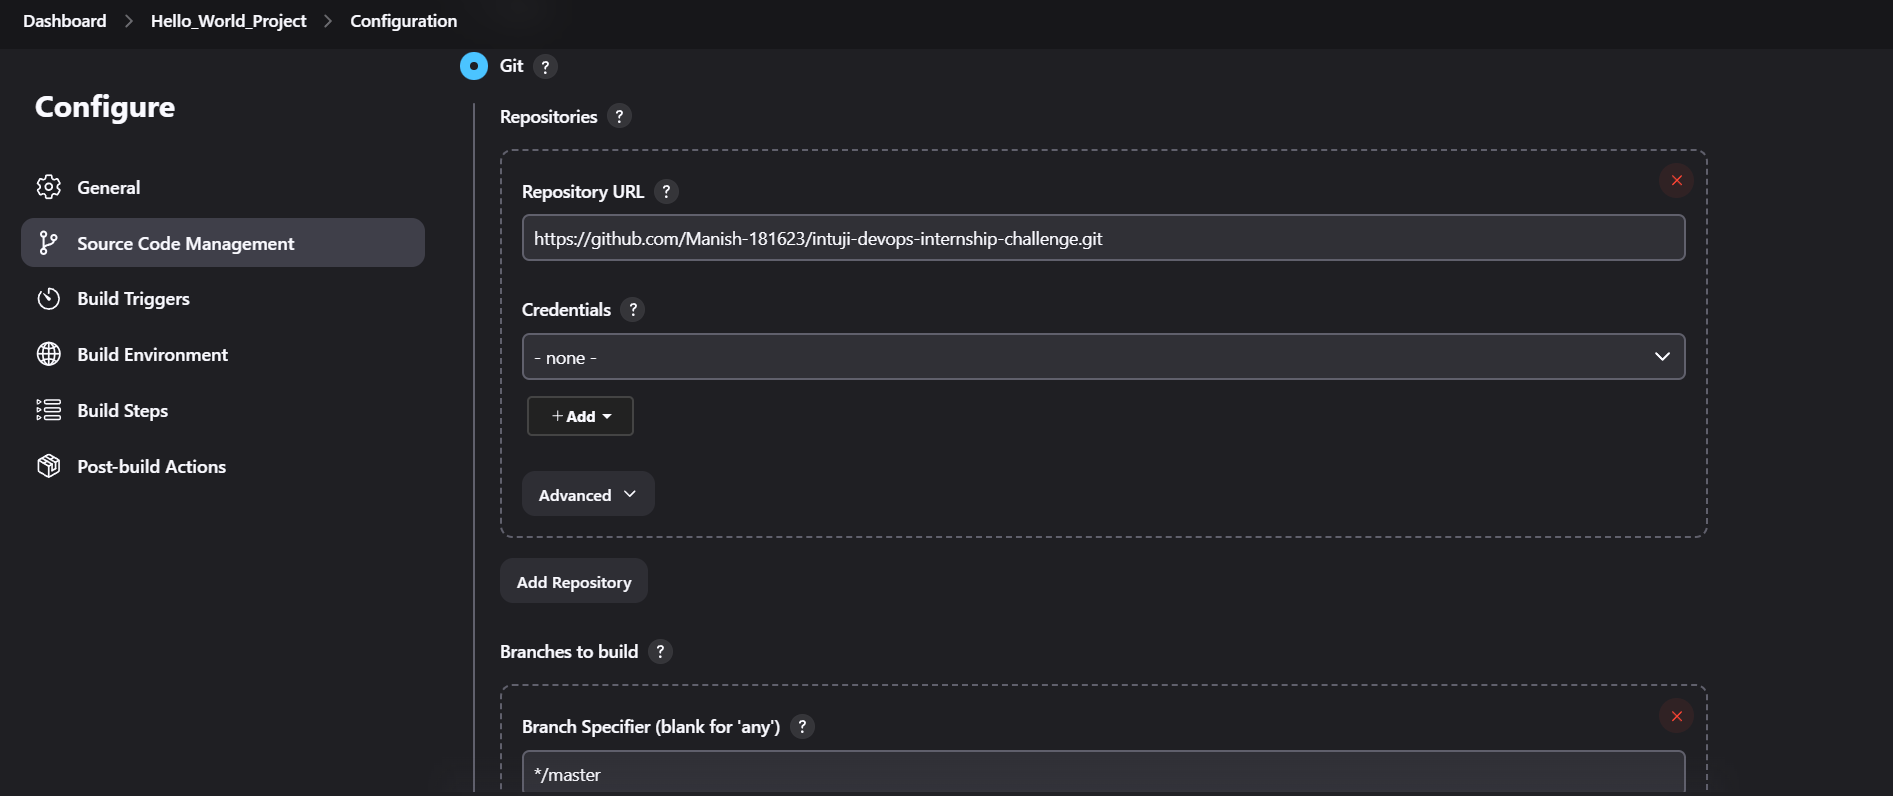 Dashboard > Hello_World_Project > Configuration
Configure
General
Source Code Management
Build Triggers
Build Environment
Build Steps
Post-build Actions
Git ?
Repositories ?
Repository URL ?
https://github.com/Manish-181623/intuji-devops-internship-challenge.git
Credentials ?
- none -
+ Add
Advanced
Add Repository
Branches to build ?
Branch Specifier (blank for 'any') ?
*/master